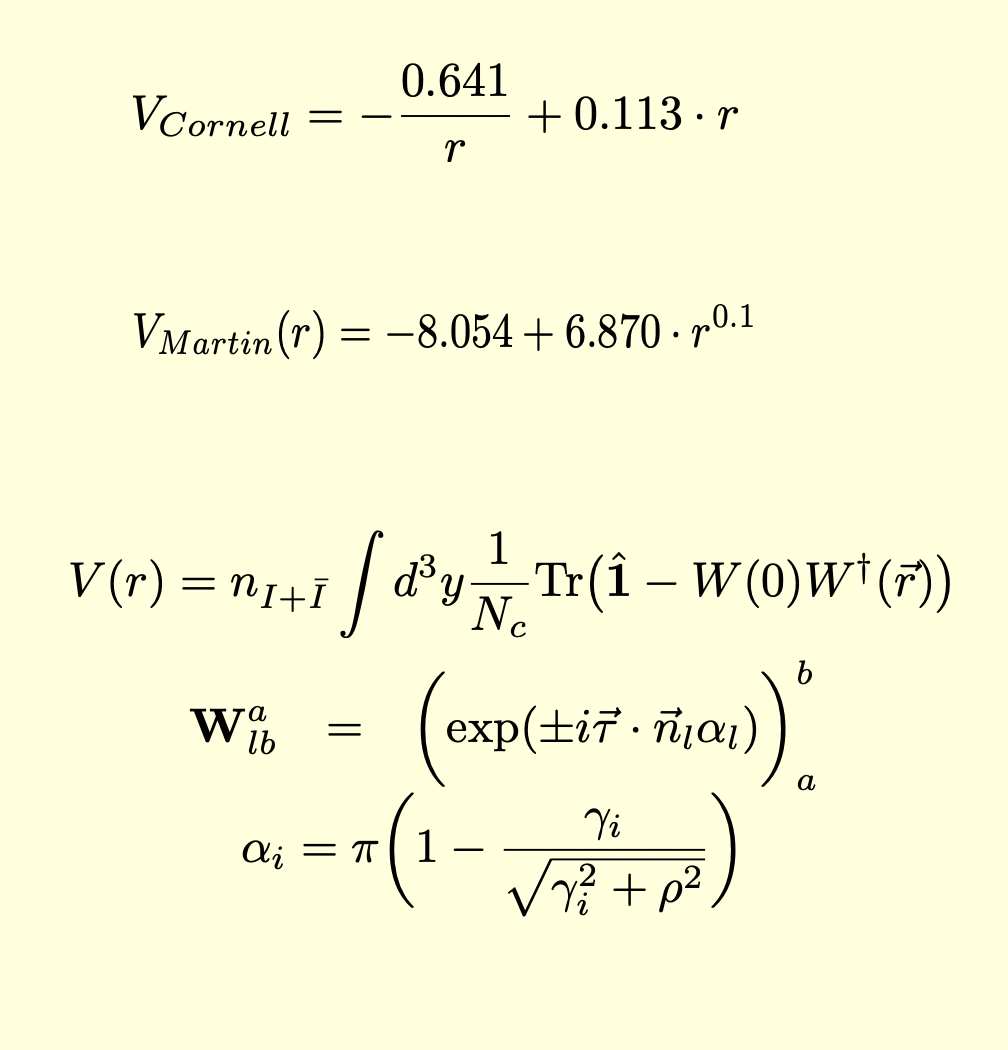 V_{Cornell} = -\frac{0.641}{r} + 0.113 \cdot r
V_{Martin}(r) = -8.054 + 6.870 \cdot r^{0.1}
V(r) = n_{I+\bar{I}} \int d^3 y \frac{1}{N_c} \mathrm{Tr}\big(\hat{\mathbf{1}} - W(0) W^{\dagger}(\vec{r})\big)
\mathbf{W}^a_{lb} = \Big(\exp(\pm i \vec{\tau} \cdot \vec{n}_l \alpha_l)\Big)^b_a
\alpha_i = \pi \Big(1 - \frac{\gamma_i}{\sqrt{\gamma_i^2 + \rho^2}}\Big)